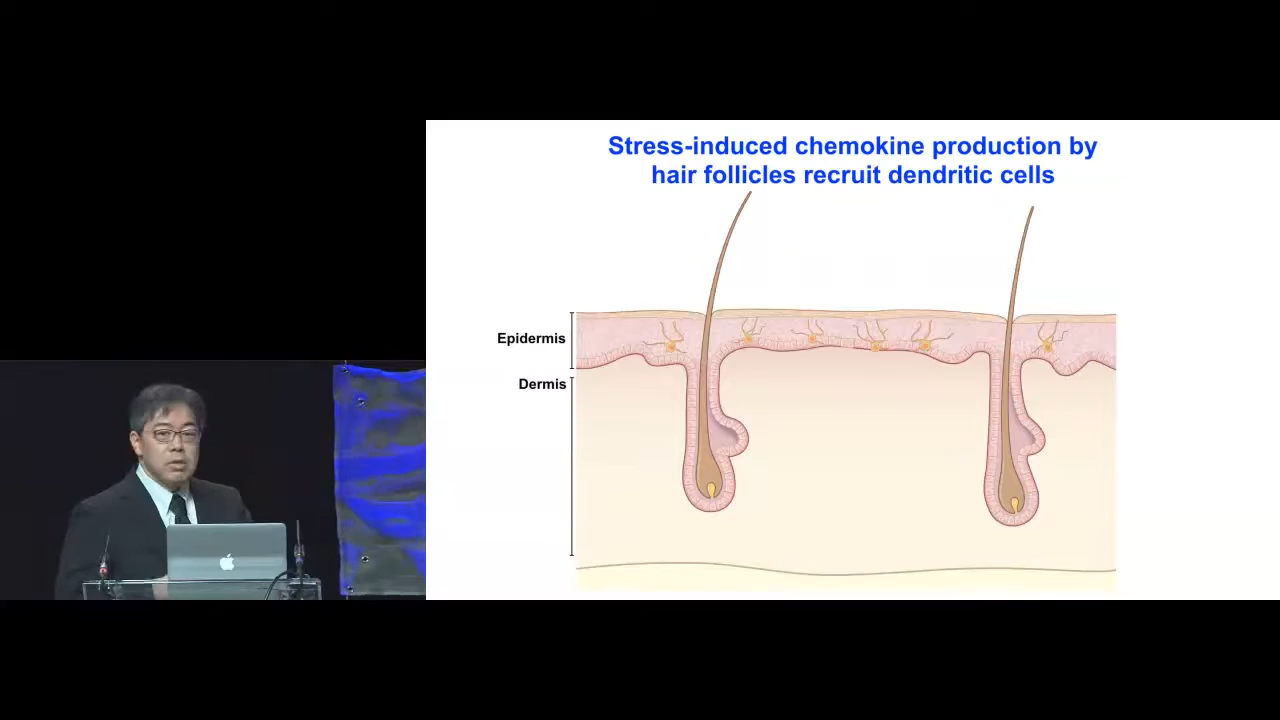 Stress-induced chemokine production by
hair follicles recruit dendritic cells
Epidermis
Dermis